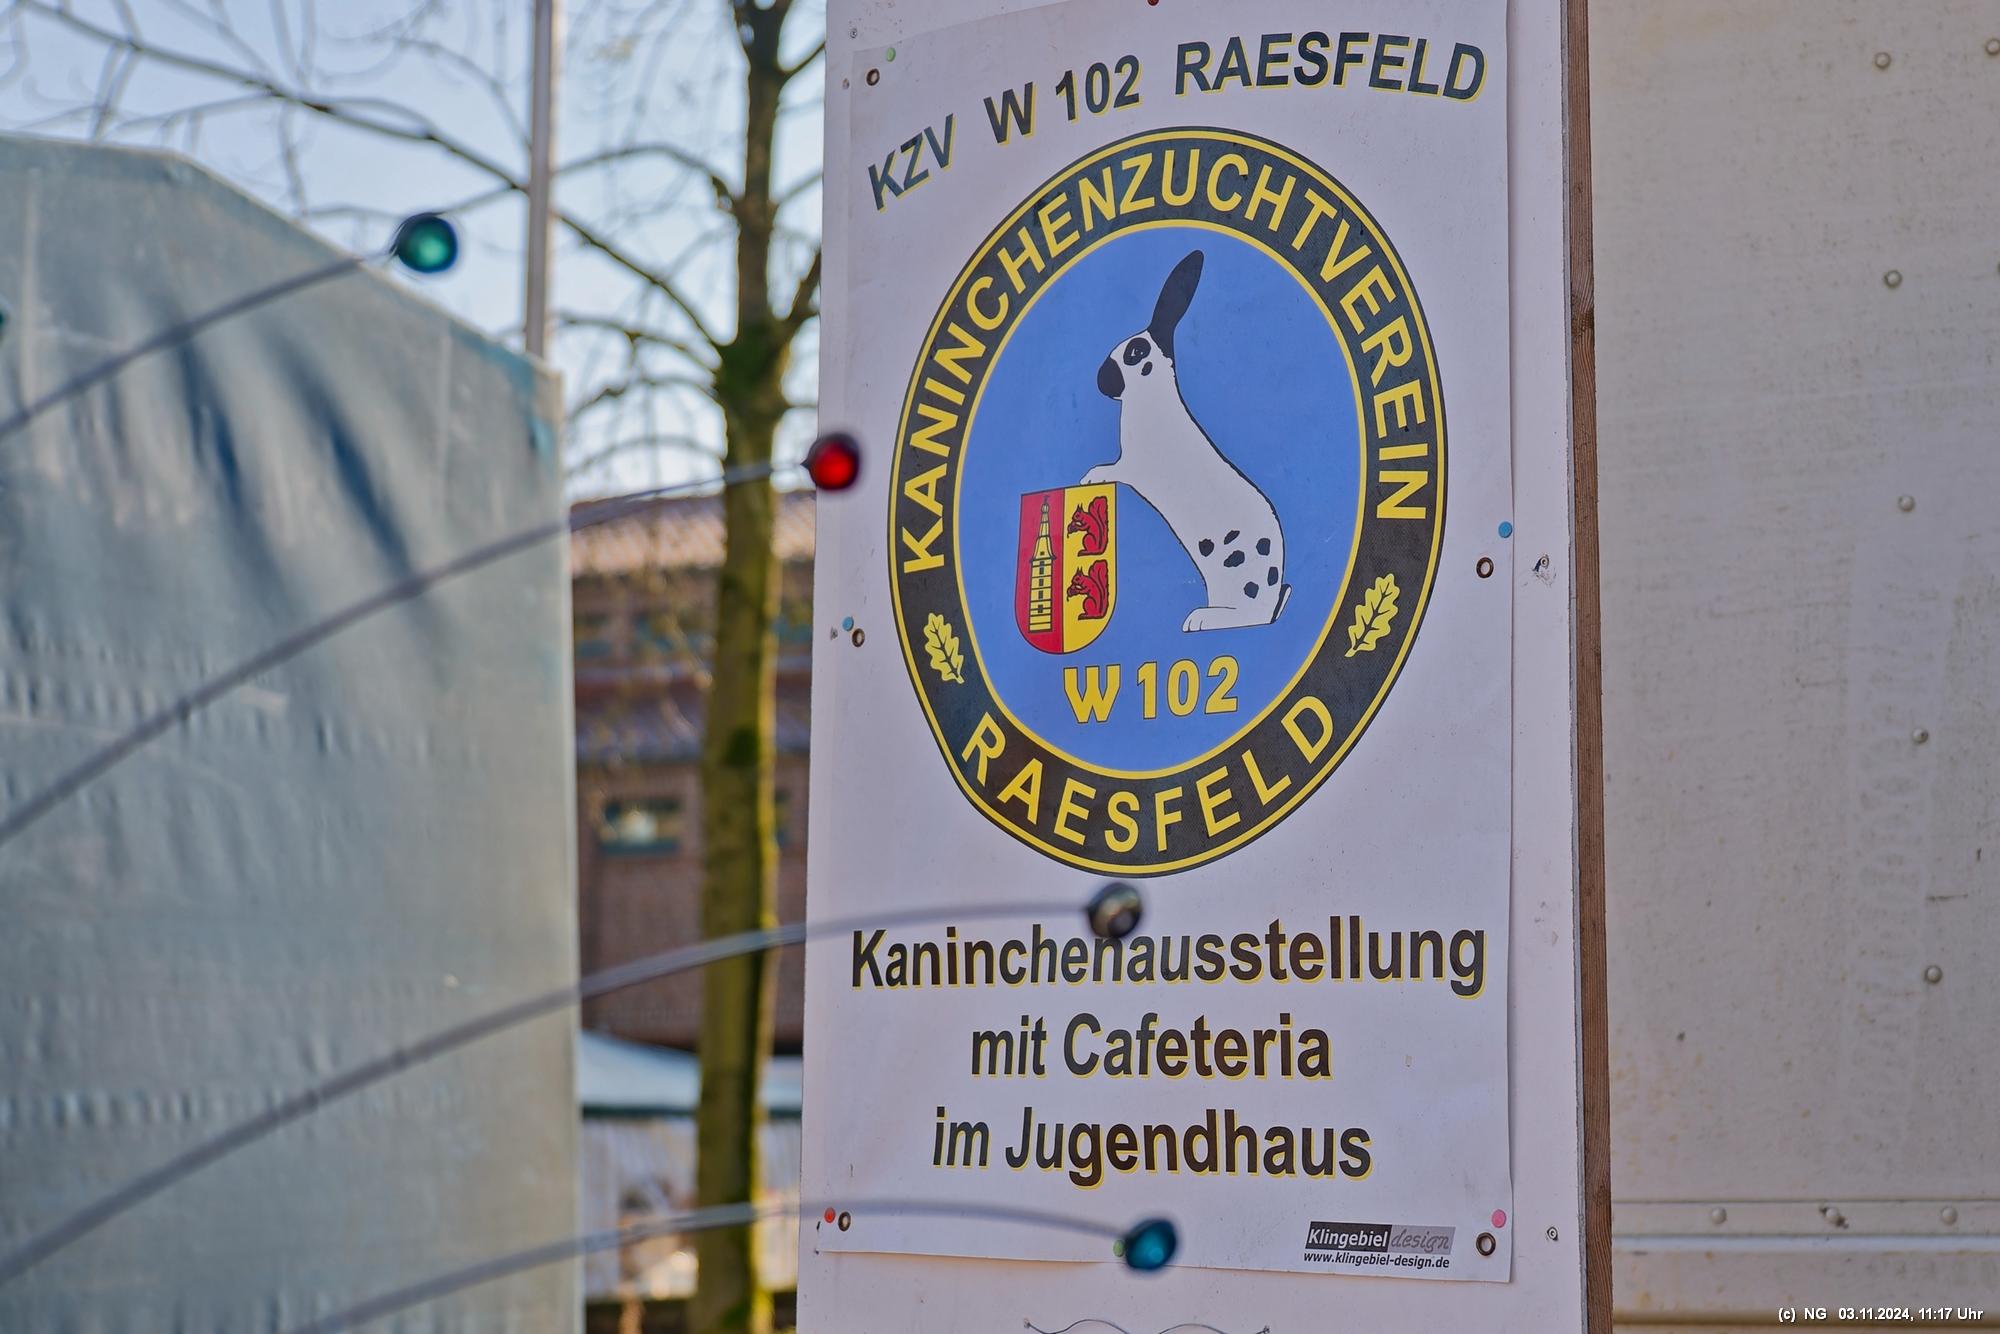 KZV W 102 RAESFELD
KANINCHENZUCHTVEREIN
W 102
RAESFELD
Kaninchenausstellung
mit Cafeteria
im Jugendhaus
Klingebiel design
www.klingebiel-design.de
(c) NG 03.11.2024, 11:17 Uhr